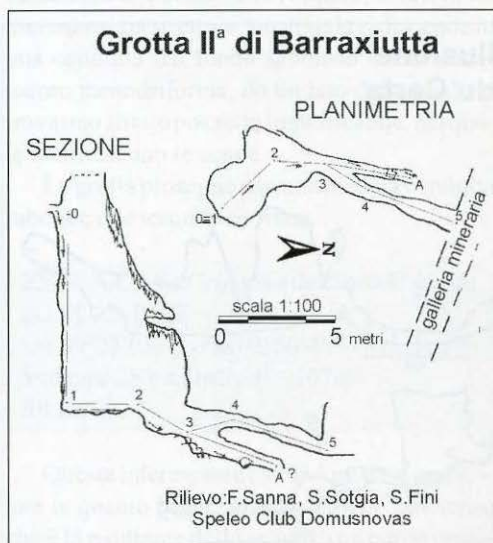 Grotta IIª di Barraxiutta
PLANIMETRIA
SEZIONE
0
2
3
4
5
0=1
N
galleria mineraria
scala 1:100
0 5 metri
1
2
3
4
5
A ?
Rilievo:F.Sanna, S.Sotgia, S.Fini
Speleo Club Domusnovas